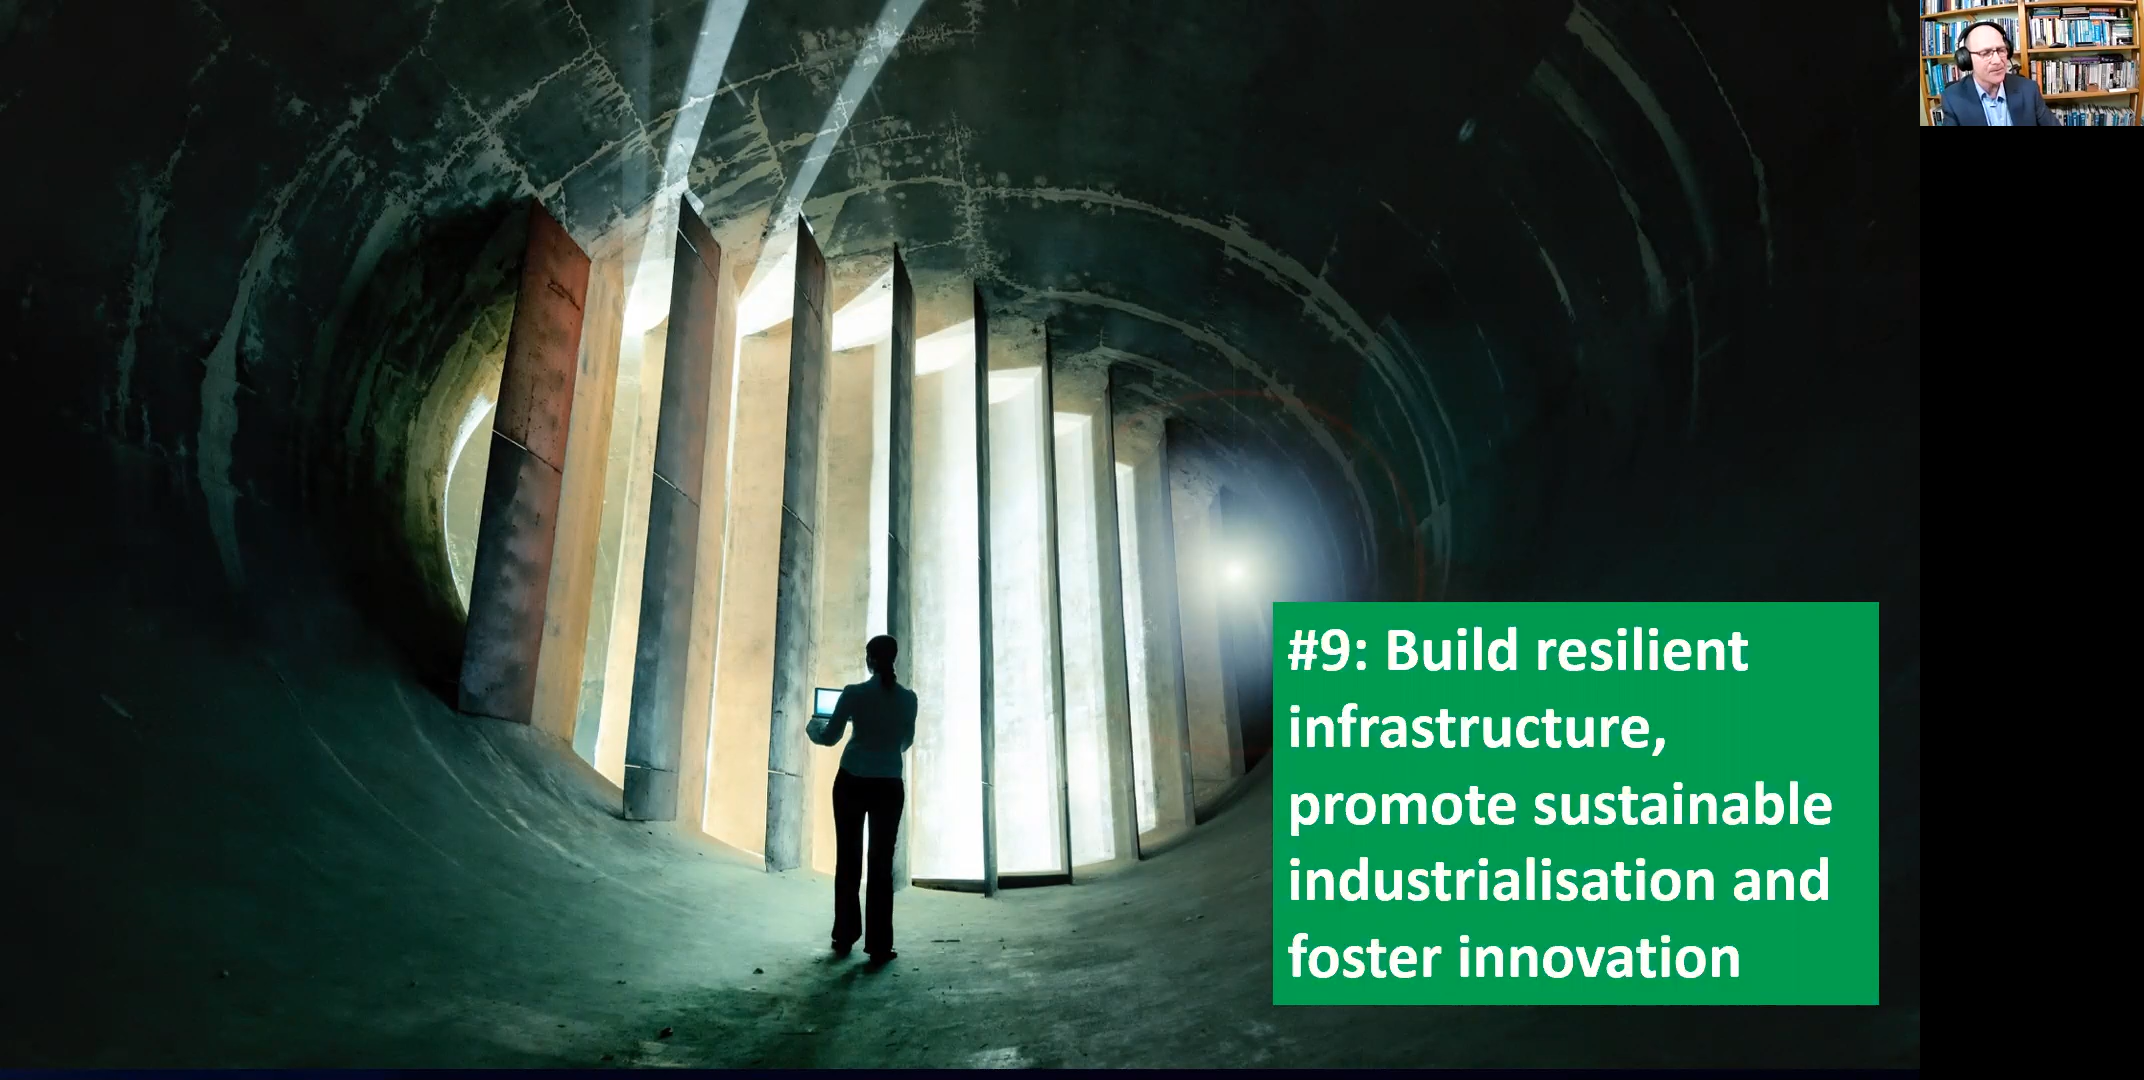 #9: Build resilient
infrastructure,
promote sustainable
industrialisation and
foster innovation